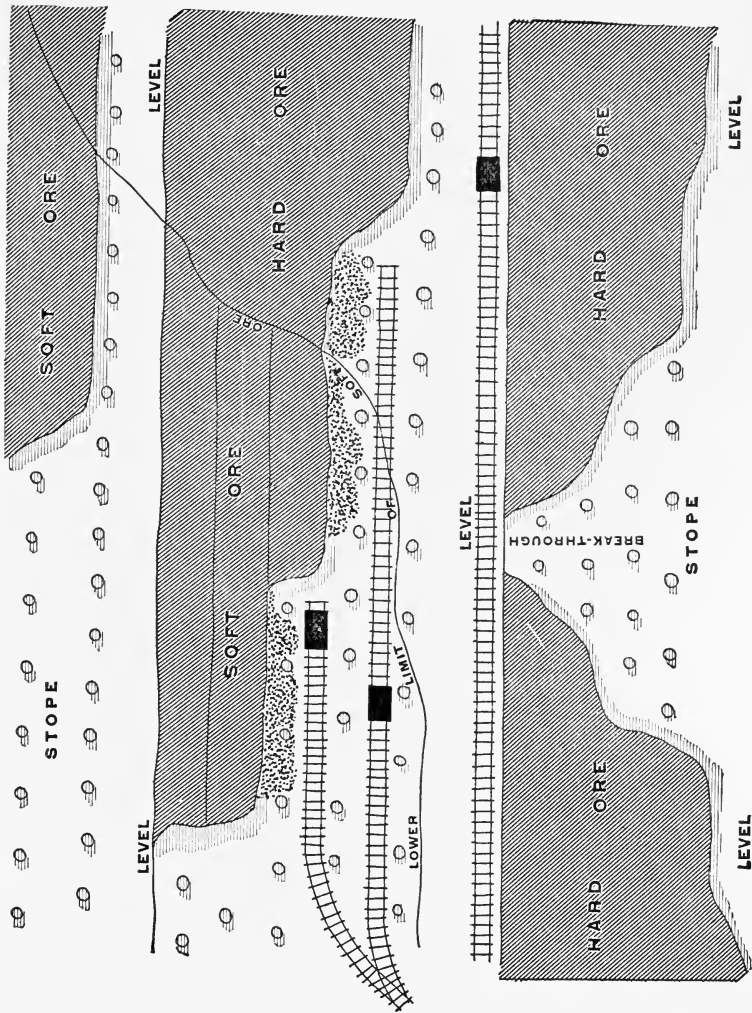 LEVEL
SOFT ORE
HARD ORE
STOPE
SOFT ORE
LEVEL
LOWER LIMIT OF SOFT ORE
LEVEL
HARD ORE
LEVEL
BREAK-THROUGH
STOPE
HARD ORE
LEVEL